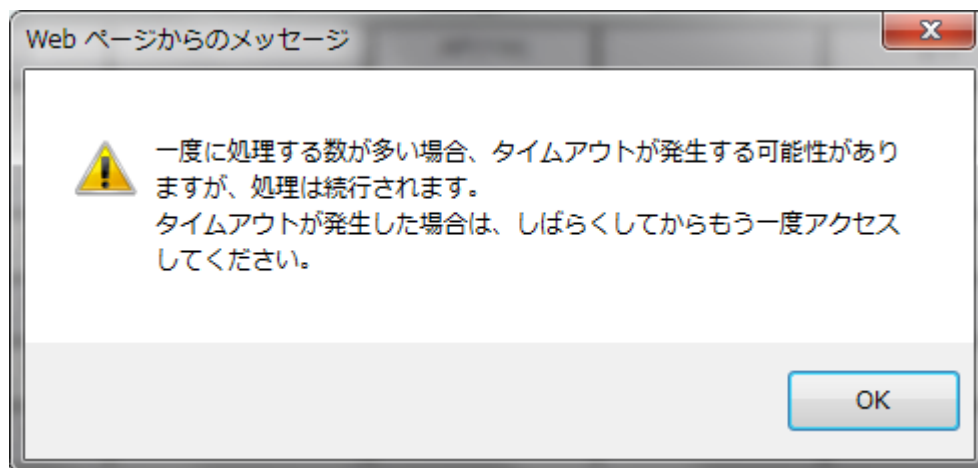 Web ページからのメッセージ
一度に処理する数が多い場合、タイムアウトが発生する可能性があり
ますが、処理は続行されます。
タイムアウトが発生した場合は、しばらくしてからもう一度アクセス
してください。
OK